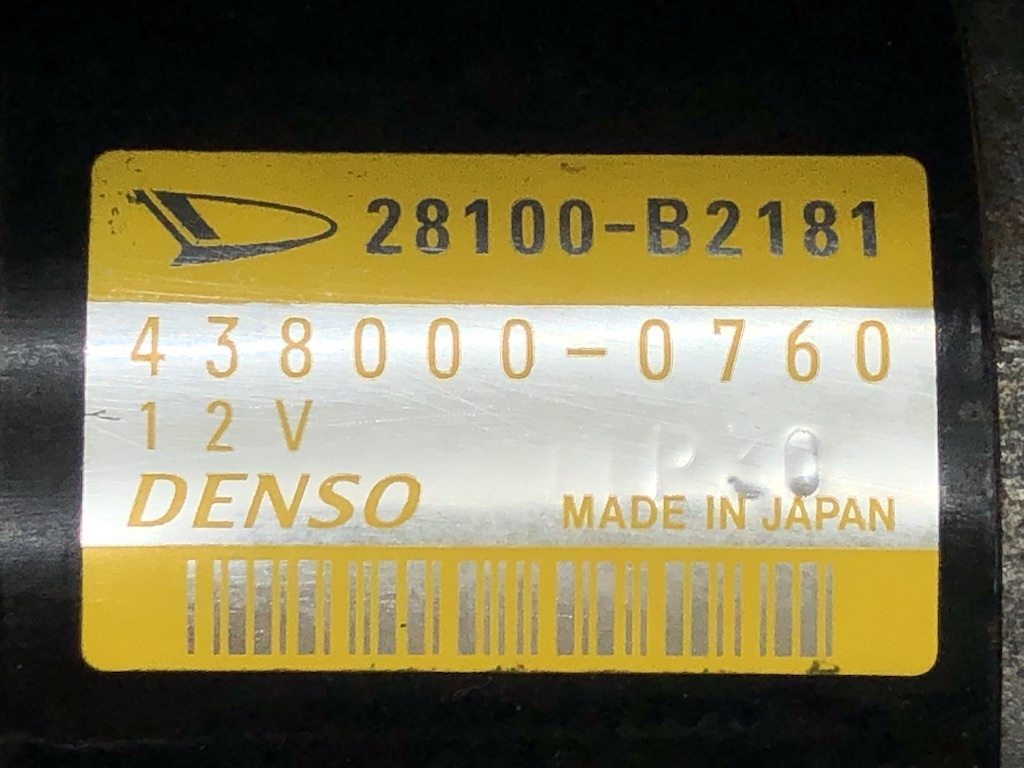 28100-B2181
438000-0760
12V
DENSO
MADE IN JAPAN